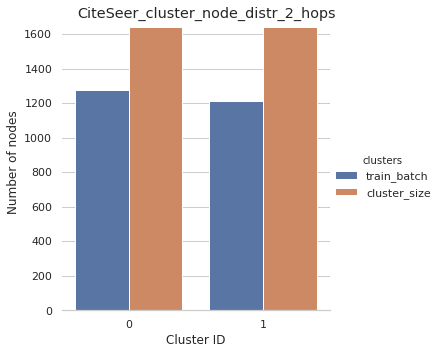 CiteSeer_cluster_node_distr_2_hops
1600
1400
1200
1000
800
600
400
200
0
Number of nodes
0 1
Cluster ID
clusters
train_batch
cluster_size